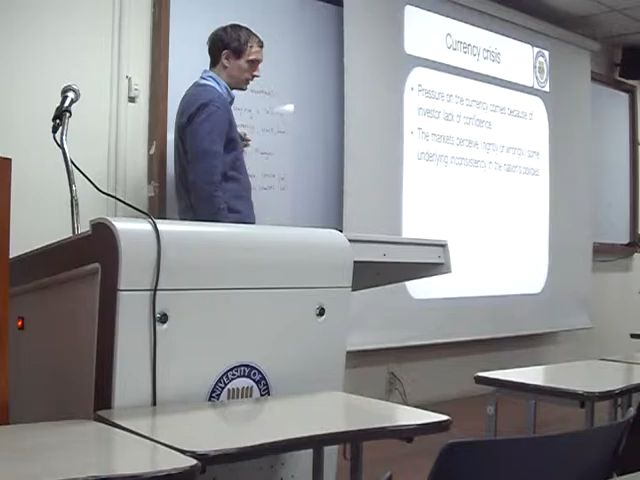 Currency crisis
• Pressure on the currency comes because of
investor lack of confidence.
• The markets perceive (rightly or wrongly) some
underlying inconsistency in the nation's policies
UNIVERSITY OF SU